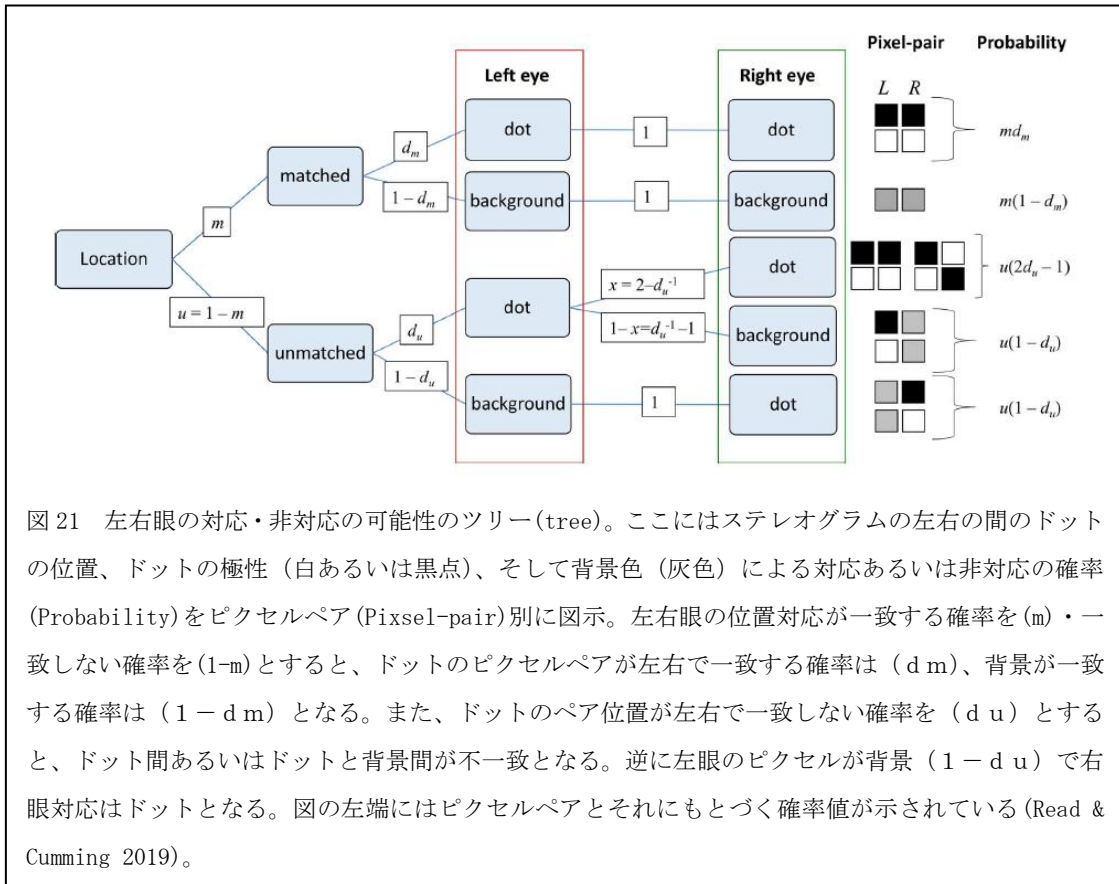 Pixel-pair Probability
Left eye Right eye
L R
dot 1 dot
d_m md_m
matched
1 – d_m background 1 background m(1 – d_m)
m
Location dot u(2d_u – 1)
x = 2–d_u^-1
u = 1 – m dot
d_u 1– x=d_u^-1 –1 background u(1 – d_u)
unmatched
1 – d_u
background 1 dot u(1 – d_u)
図 21 左右眼の対応・非対応の可能性のツリー(tree)。ここにはステレオグラムの左右の間のドット
の位置、ドットの極性（白あるいは黒点）、そして背景色（灰色）による対応あるいは非対応の確率
(Probability)をピクセルペア(Pixsel-pair)別に図示。左右眼の位置対応が一致する確率を(m)・一
致しない確率を(1-m)とすると、ドットのピクセルペアが左右で一致する確率は（ｄｍ）、背景が一致
する確率は（１－ｄｍ）となる。また、ドットのペア位置が左右で一致しない確率を（ｄｕ）とす
ると、ドット間あるいはドットと背景間が不一致となる。逆に左眼のピクセルが背景（１－ｄｕ）で右
眼対応はドットとなる。図の左端にはピクセルペアとそれにもとづく確率値が示されている(Read &
Cumming 2019)。